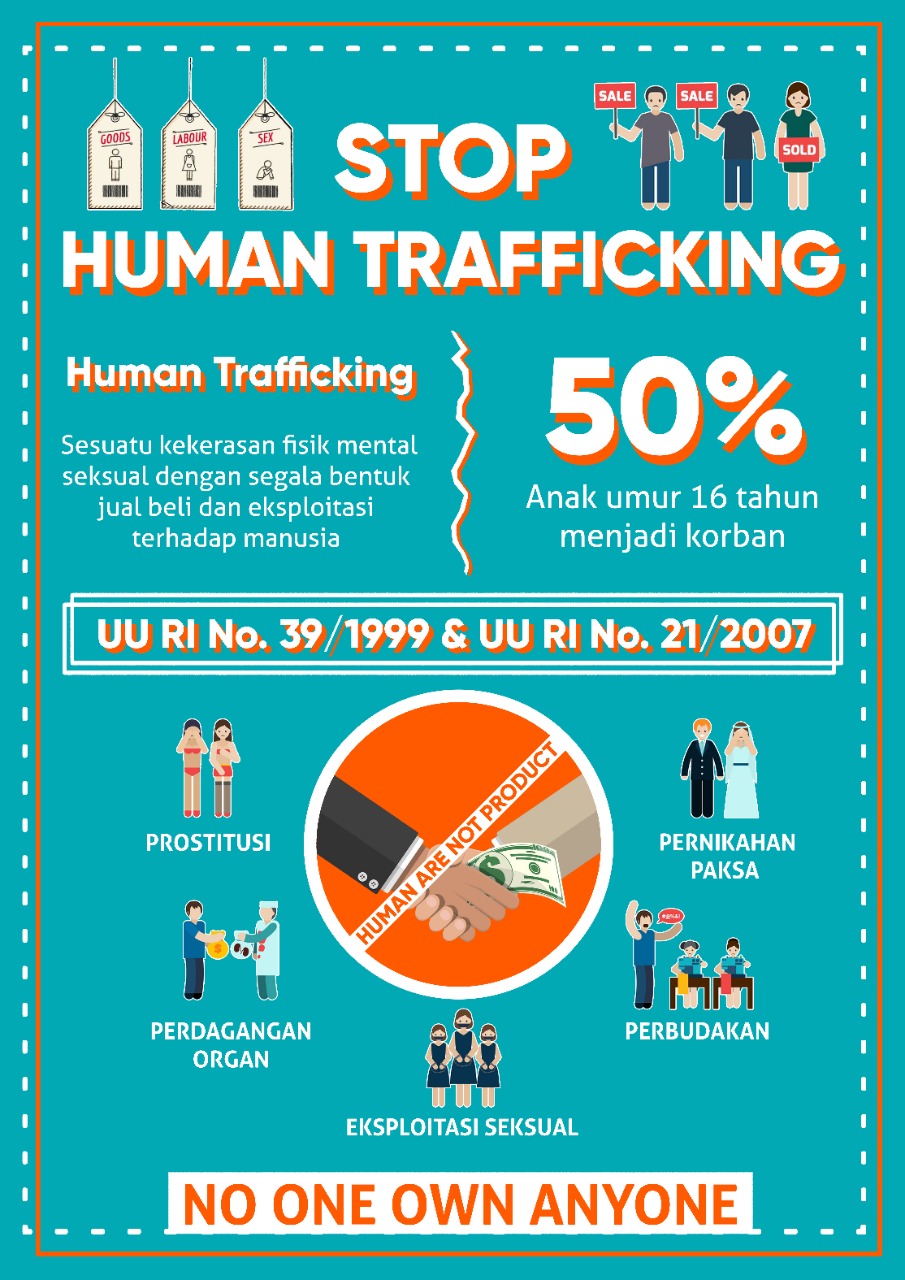 GOODS
LABOUR
SEX
SALE
SALE
SOLD
STOP
HUMAN TRAFFICKING
Human Trafficking
Sesuatu kekerasan fisik mental
seksual dengan segala bentuk
jual beli dan eksploitasi
terhadap manusia
50%
Anak umur 16 tahun
menjadi korban
UU RI No. 39/1999 & UU RI No. 21/2007
HUMAN ARE NOT PRODUCT
PROSTITUSI
PERNIKAHAN
PAKSA
PERDAGANGAN
ORGAN
PERBUDAKAN
EKSPLOITASI SEKSUAL
NO ONE OWN ANYONE